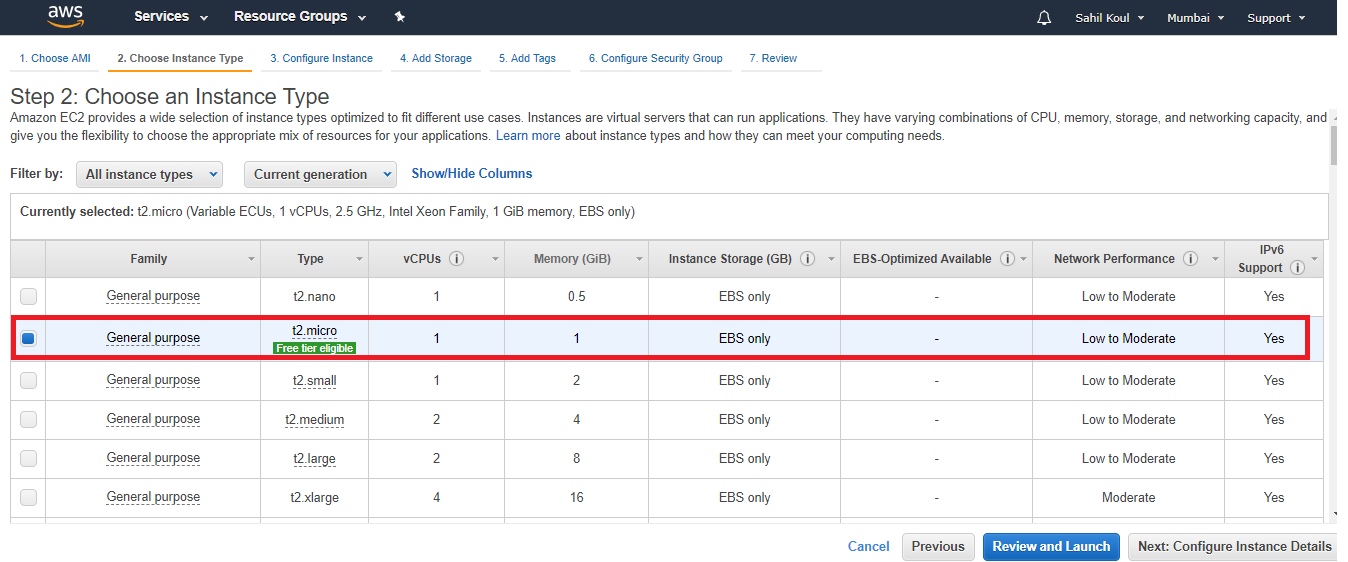 aws Services Resource Groups Sahil Koul Mumbai Support
1. Choose AMI 2. Choose Instance Type 3. Configure Instance 4. Add Storage 5. Add Tags 6. Configure Security Group 7. Review
Step 2: Choose an Instance Type
Amazon EC2 provides a wide selection of instance types optimized to fit different use cases. Instances are virtual servers that can run applications. They have varying combinations of CPU, memory, storage, and networking capacity, and
give you the flexibility to choose the appropriate mix of resources for your applications. Learn more about instance types and how they can meet your computing needs.
Filter by: All instance types Current generation Show/Hide Columns
Currently selected: t2.micro (Variable ECUs, 1 vCPUs, 2.5 GHz, Intel Xeon Family, 1 GiB memory, EBS only)
Family Type vCPUs i Memory (GiB) Instance Storage (GB) i EBS-Optimized Available i Network Performance i IPv6
Support i
General purpose t2.nano 1 0.5 EBS only - Low to Moderate Yes
General purpose t2.micro 1 1 EBS only - Low to Moderate Yes
Free tier eligible
General purpose t2.small 1 2 EBS only - Low to Moderate Yes
General purpose t2.medium 2 4 EBS only - Low to Moderate Yes
General purpose t2.large 2 8 EBS only - Low to Moderate Yes
General purpose t2.xlarge 4 16 EBS only - Moderate Yes
Cancel Previous Review and Launch Next: Configure Instance Details